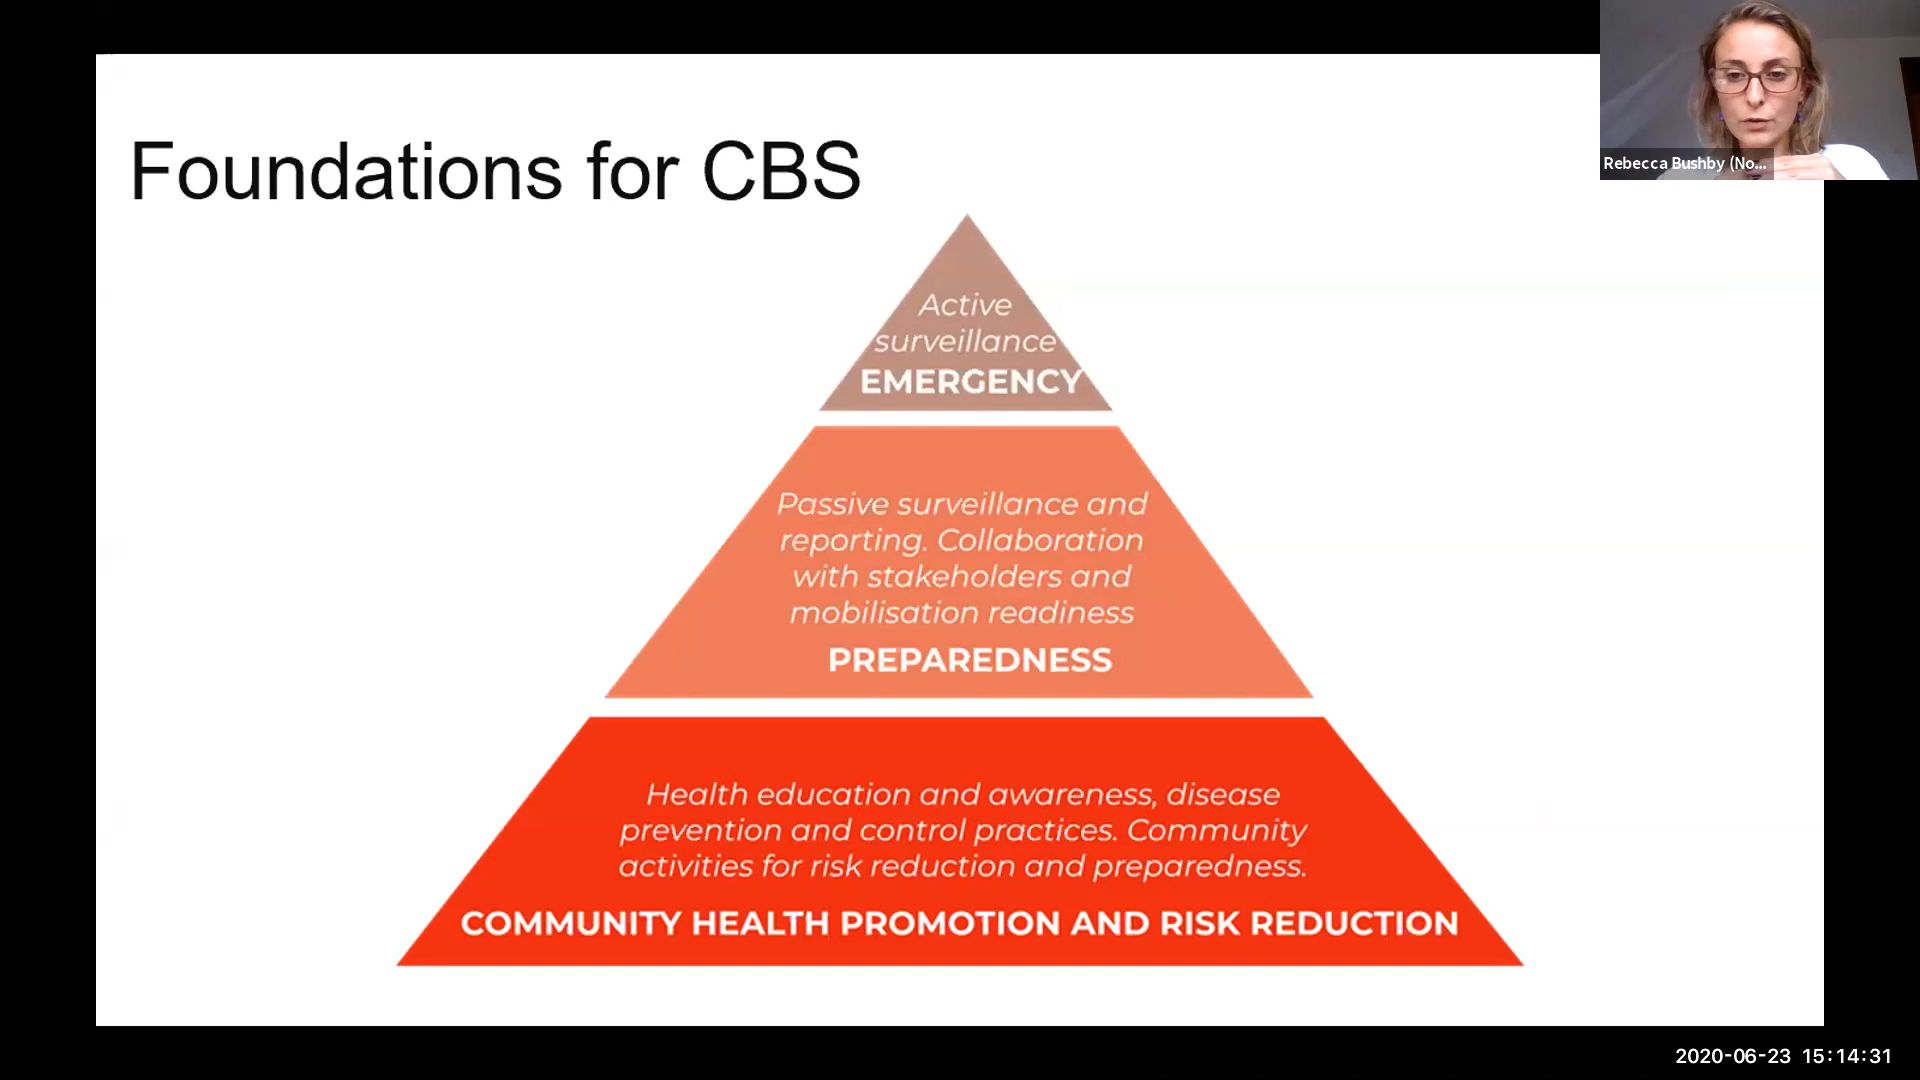 Foundations for CBS
Rebecca Bushby (No...
Active
surveillance
EMERGENCY
Passive surveillance and
reporting. Collaboration
with stakeholders and
mobilisation readiness
PREPAREDNESS
Health education and awareness, disease
prevention and control practices. Community
activities for risk reduction and preparedness.
COMMUNITY HEALTH PROMOTION AND RISK REDUCTION
2020-06-23 15:14:31